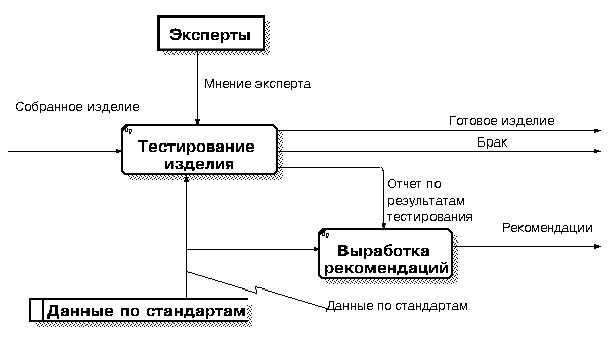 Эксперты
Мнение эксперта
Собранное изделие
Готовое изделие
Тестирование
изделия
Брак
Отчет по
результатам
тестирования
Рекомендации
Выработка
рекомендаций
Данные по стандартам
Данные по стандартам